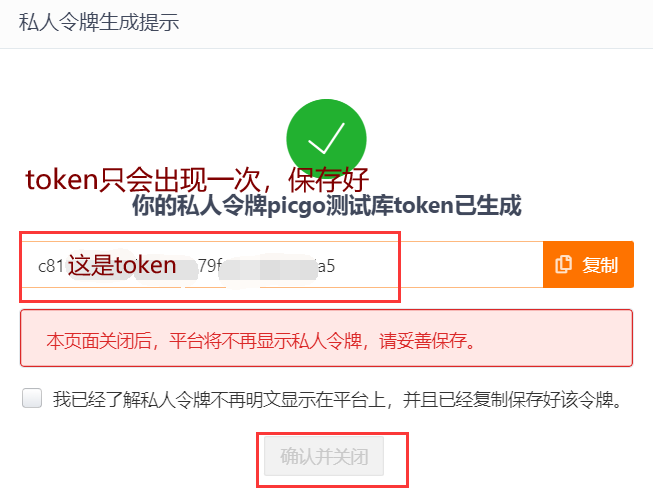 私人令牌生成提示
token只会出现一次，保存好
你的私人令牌picgo测试库token已生成
c81 这是token 79f a5 复制
本页面关闭后，平台将不再显示私人令牌，请妥善保存。
我已经了解私人令牌不再明文显示在平台上，并且已经复制保存好该令牌。
确认并关闭